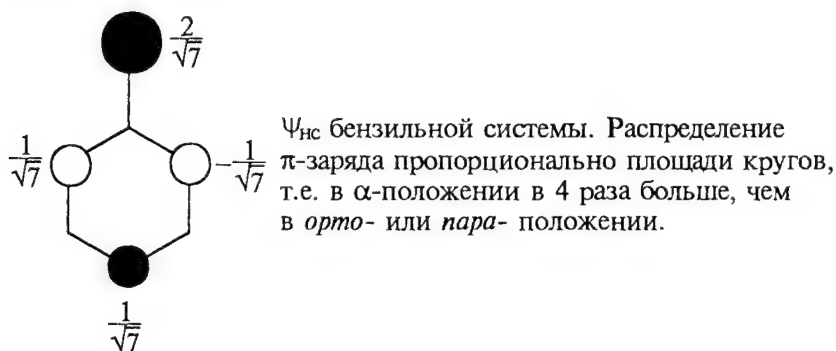 2/√7
1/√7
-1/√7
Ψнс бензильной системы. Распределение
π-заряда пропорционально площади кругов,
т.е. в α-положении в 4 раза больше, чем
в орто- или пара- положении.
1/√7